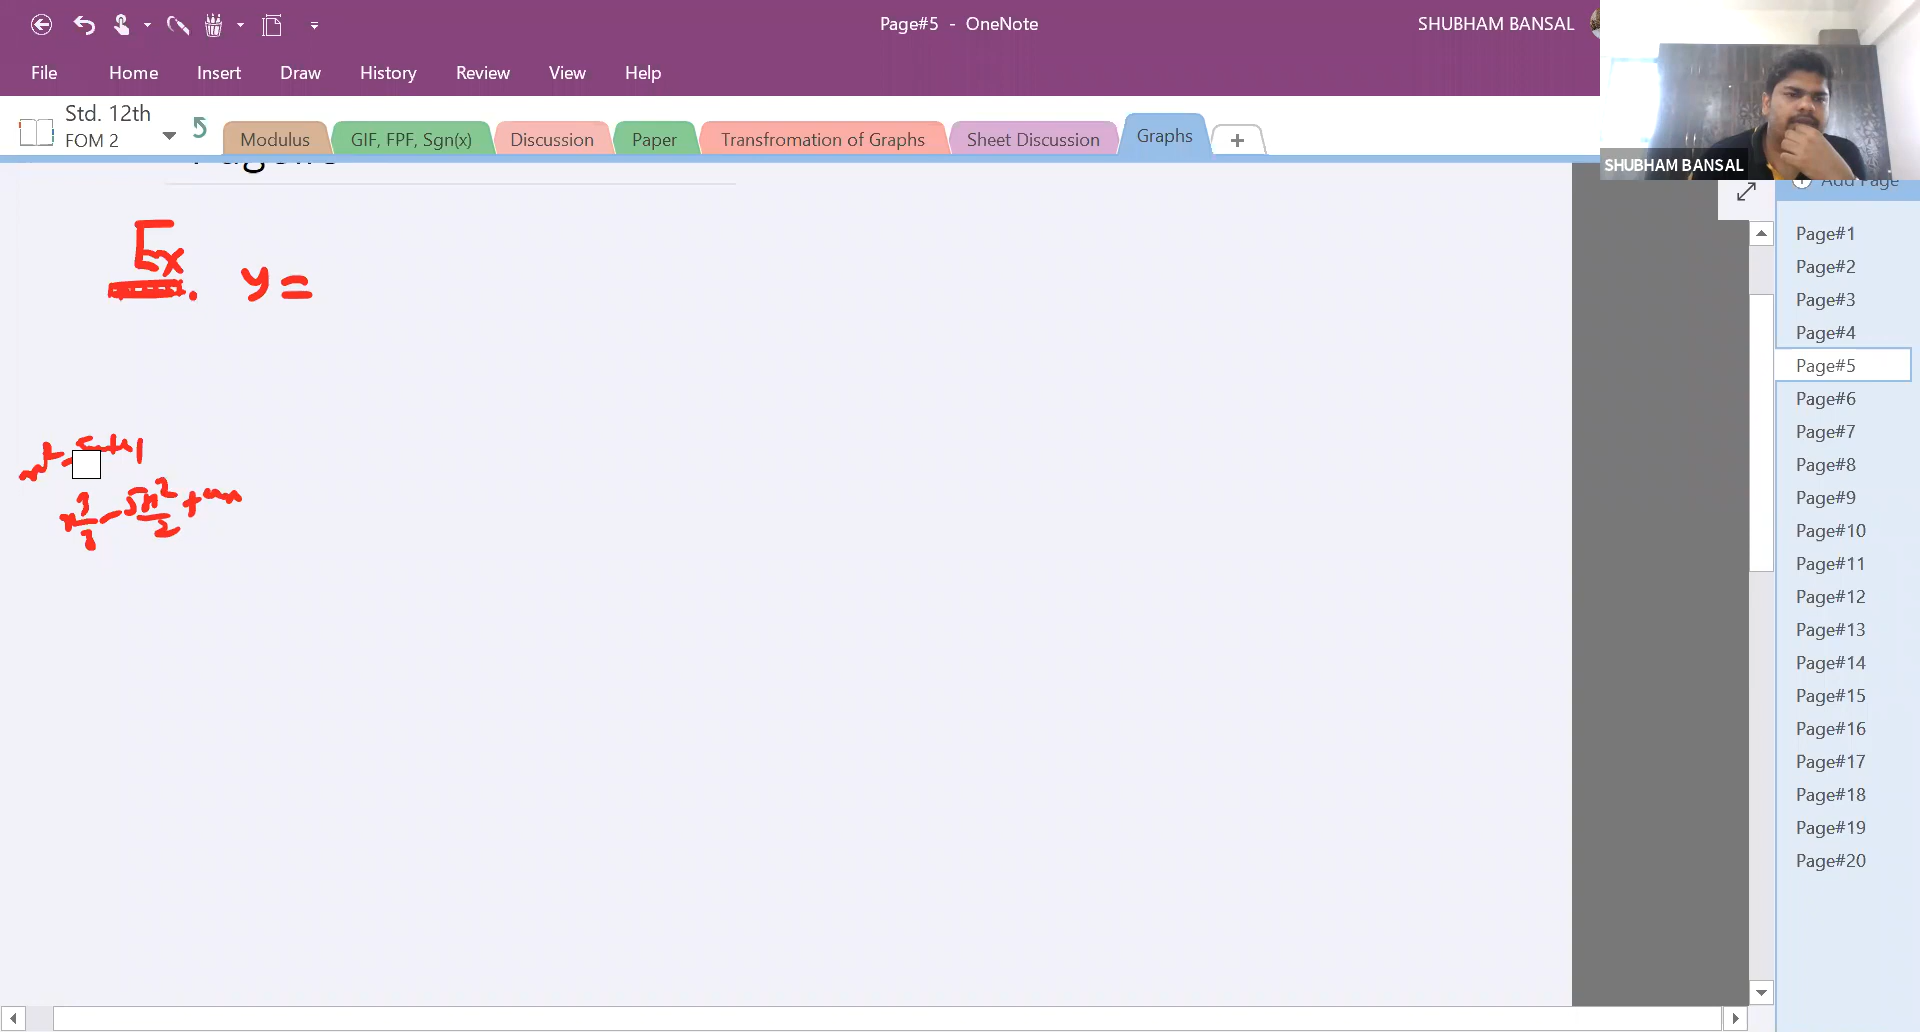 Page#5 - OneNote
SHUBHAM BANSAL
File Home Insert Draw History Review View Help
Std. 12th
FOM 2
Modulus GIF, FPF, Sgn(x) Discussion Paper Transfromation of Graphs Sheet Discussion Graphs +
SHUBHAM BANSAL
Add Page
Ex. y =
Page#1
Page#2
Page#3
Page#4
Page#5
Page#6
Page#7
Page#8
Page#9
Page#10
Page#11
Page#12
Page#13
Page#14
Page#15
Page#16
Page#17
Page#18
Page#19
Page#20